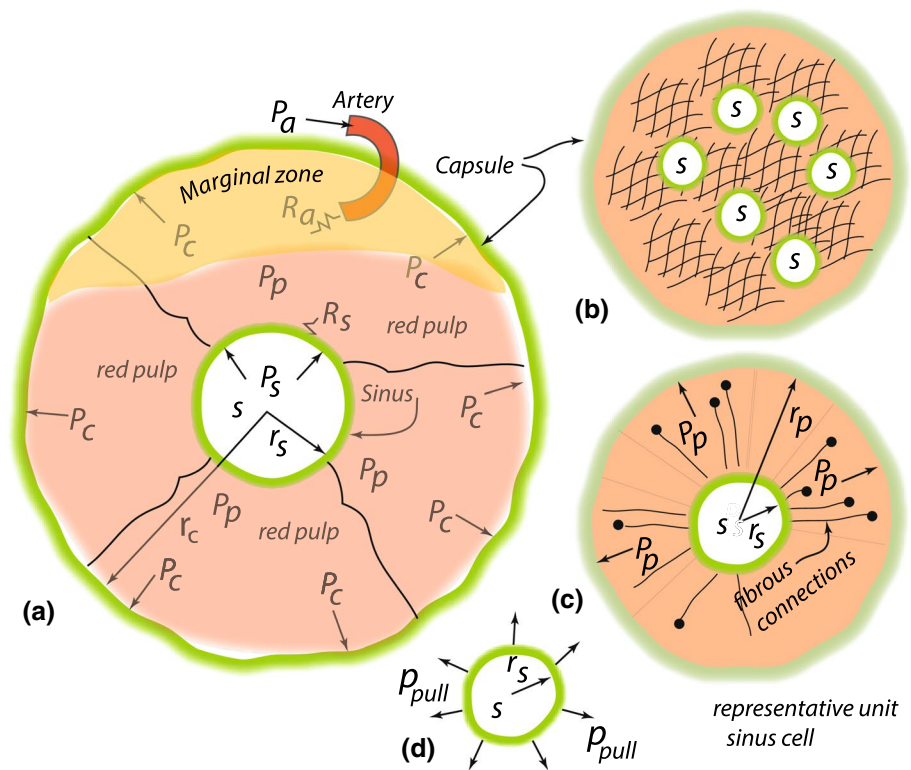 Artery
Pa
Marginal zone
Ra
Pc
Pc
Pp
Rs
red pulp
red pulp
Ps
s
rs
Sinus
Pc
Pc
Pp
Pp
rc
red pulp
Pc
Pc
Pc
(a)
Capsule
s
s
s
s
s
s
(b)
rp
Pp
Pp
s
rs
Pp
fibrous
connections
(c)
rs
s
Ppull
Ppull
(d)
representative unit
sinus cell